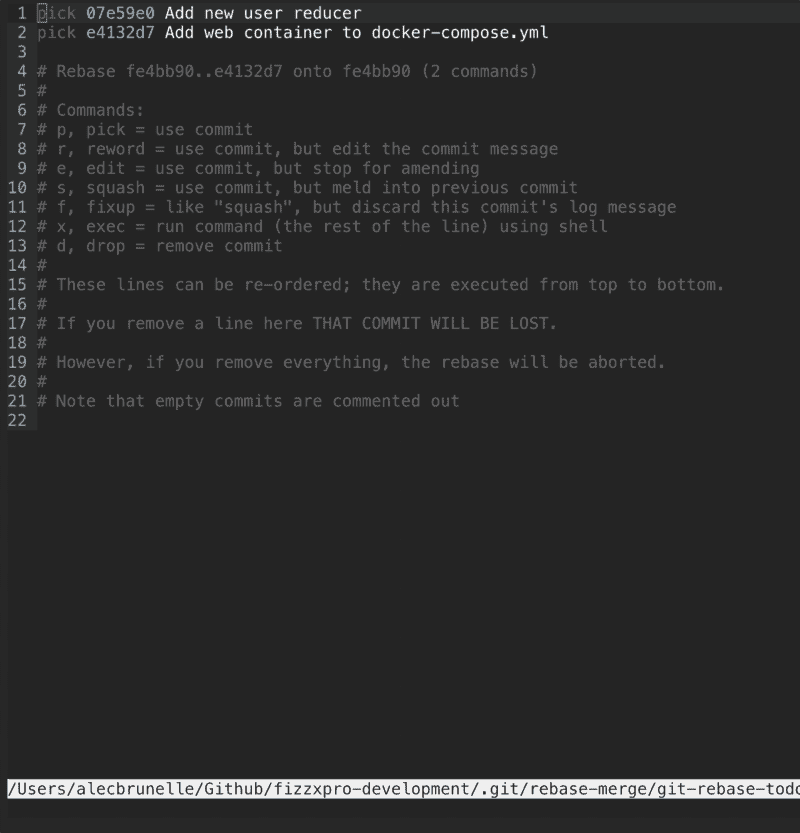 1 pick 07e59e0 Add new user reducer
2 pick e4132d7 Add web container to docker-compose.yml
3
4 # Rebase fe4bb90..e4132d7 onto fe4bb90 (2 commands)
5 #
6 # Commands:
7 # p, pick = use commit
8 # r, reword = use commit, but edit the commit message
9 # e, edit = use commit, but stop for amending
10 # s, squash = use commit, but meld into previous commit
11 # f, fixup = like "squash", but discard this commit's log message
12 # x, exec = run command (the rest of the line) using shell
13 # d, drop = remove commit
14 #
15 # These lines can be re-ordered; they are executed from top to bottom.
16 #
17 # If you remove a line here THAT COMMIT WILL BE LOST.
18 #
19 # However, if you remove everything, the rebase will be aborted.
20 #
21 # Note that empty commits are commented out
22
/Users/alecbrunelle/Github/fizzxpro-development/.git/rebase-merge/git-rebase-todo